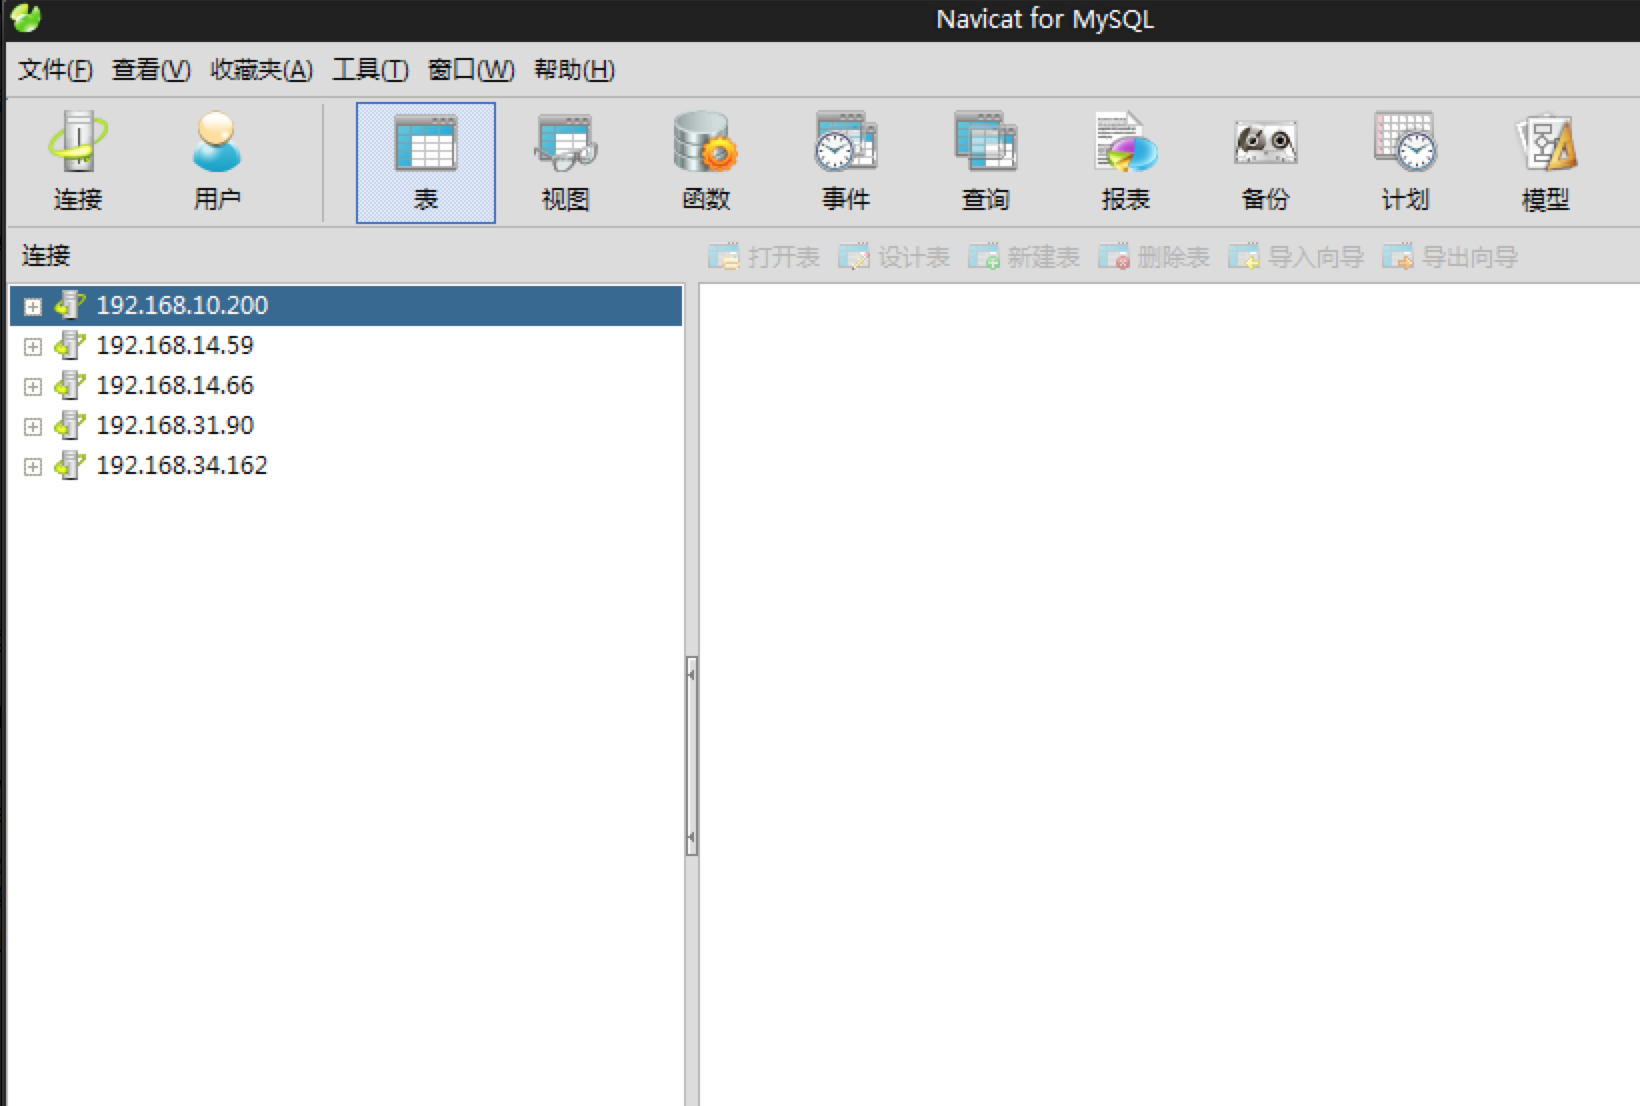 Navicat for MySQL
文件(F) 查看(V) 收藏夹(A) 工具(T) 窗口(W) 帮助(H)
连接 用户 表 视图 函数 事件 查询 报表 备份 计划 模型
连接 打开表 设计表 新建表 删除表 导入向导 导出向导
192.168.10.200
192.168.14.59
192.168.14.66
192.168.31.90
192.168.34.162